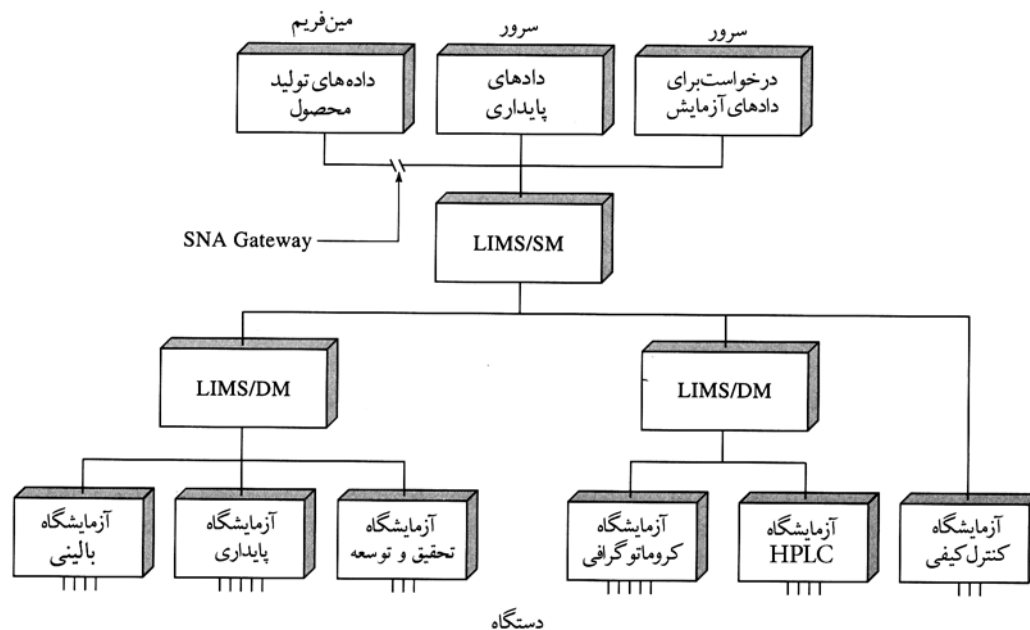 مین‌فریم
سرور
سرور
داده‌های تولید
محصول
دادهای
پایداری
درخواست‌برای
دادهای آزمایش
SNA Gateway
LIMS/SM
LIMS/DM
LIMS/DM
آزمایشگاه
بالینی
آزمایشگاه
پایداری
آزمایشگاه
تحقیق و توسعه
آزمایشگاه
کروماتوگرافی
آزمایشگاه
HPLC
آزمایشگاه
کنترل‌کیفی
دستگاه